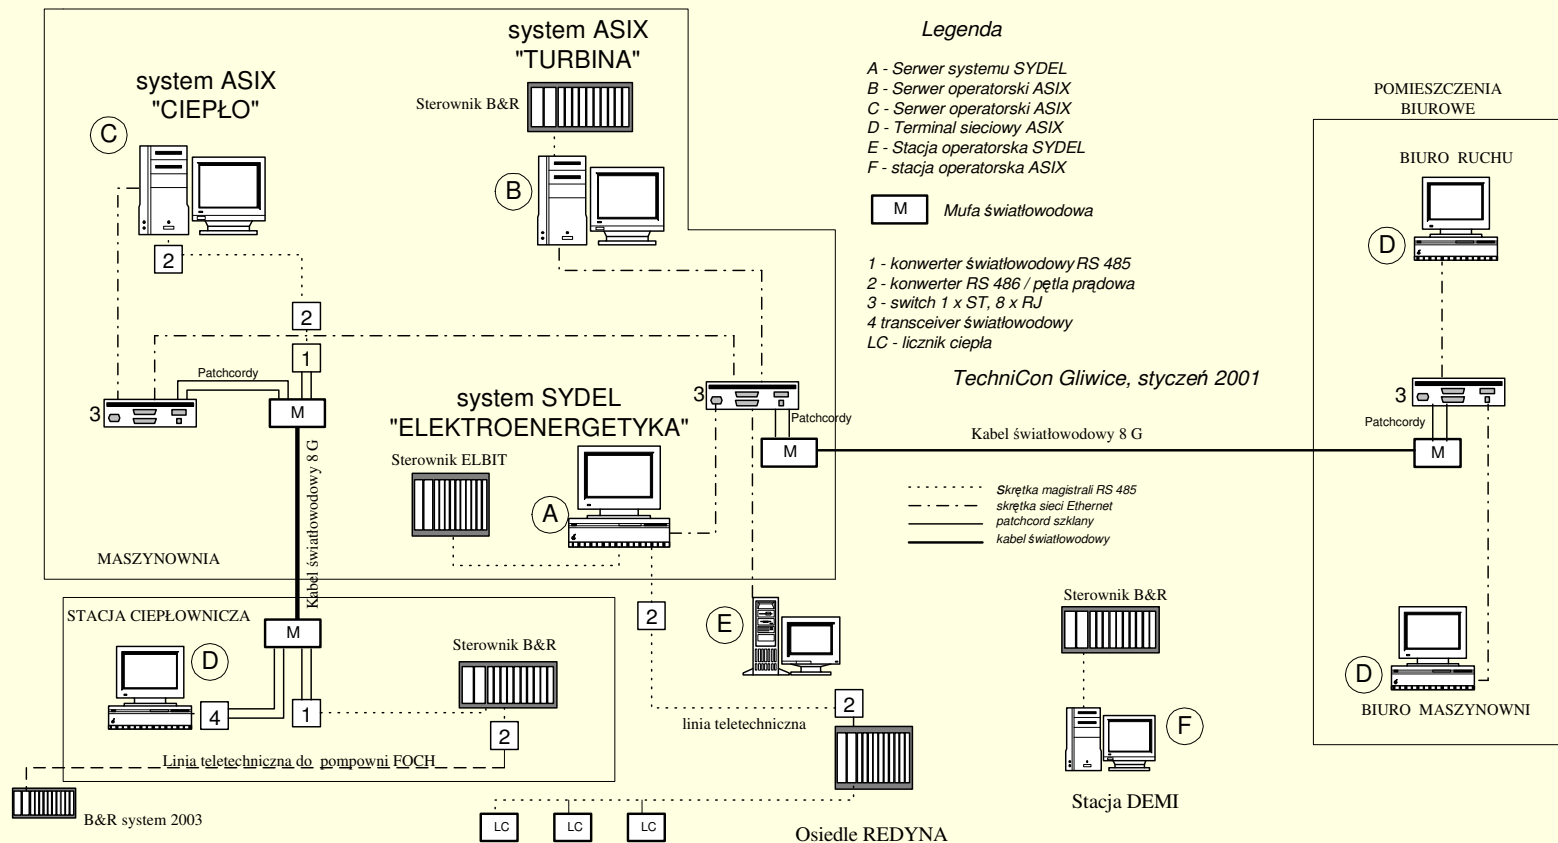 system ASIX
"TURBINA"
system ASIX
"CIEPŁO"
Sterownik B&R
C
B
2
2
1
Patchcordy
3
M
system SYDEL
"ELEKTROENERGETYKA"
3
Patchcordy
M
Sterownik ELBIT
A
Kabel światłowodowy 8 G
MASZYNOWNIA
Legenda
A - Serwer systemu SYDEL
B - Serwer operatorski ASIX
C - Serwer operatorski ASIX
D - Terminal sieciowy ASIX
E - Stacja operatorska SYDEL
F - stacja operatorska ASIX
M Mufa światłowodowa
1 - konwerter światłowodowy RS 485
2 - konwerter RS 486 / pętla prądowa
3 - switch 1 x ST, 8 x RJ
4 transceiver światłowodowy
LC - licznik ciepła
TechniCon Gliwice, styczeń 2001
Kabel światłowodowy 8 G
Skrętka magistrali RS 485
skrętka sieci Ethernet
patchcord szklany
kabel światłowodowy
POMIESZCZENIA
BIUROWE
BIURO RUCHU
D
3
Patchcordy
M
D
BIURO MASZYNOWNI
STACJA CIEPŁOWNICZA
M
D
Sterownik B&R
4
1
2
Linia teletechniczna do pompowni FOCH
B&R system 2003
2
E
2
linia teletechniczna
LC
LC
LC
Osiedle REDYNA
Sterownik B&R
F
Stacja DEMI